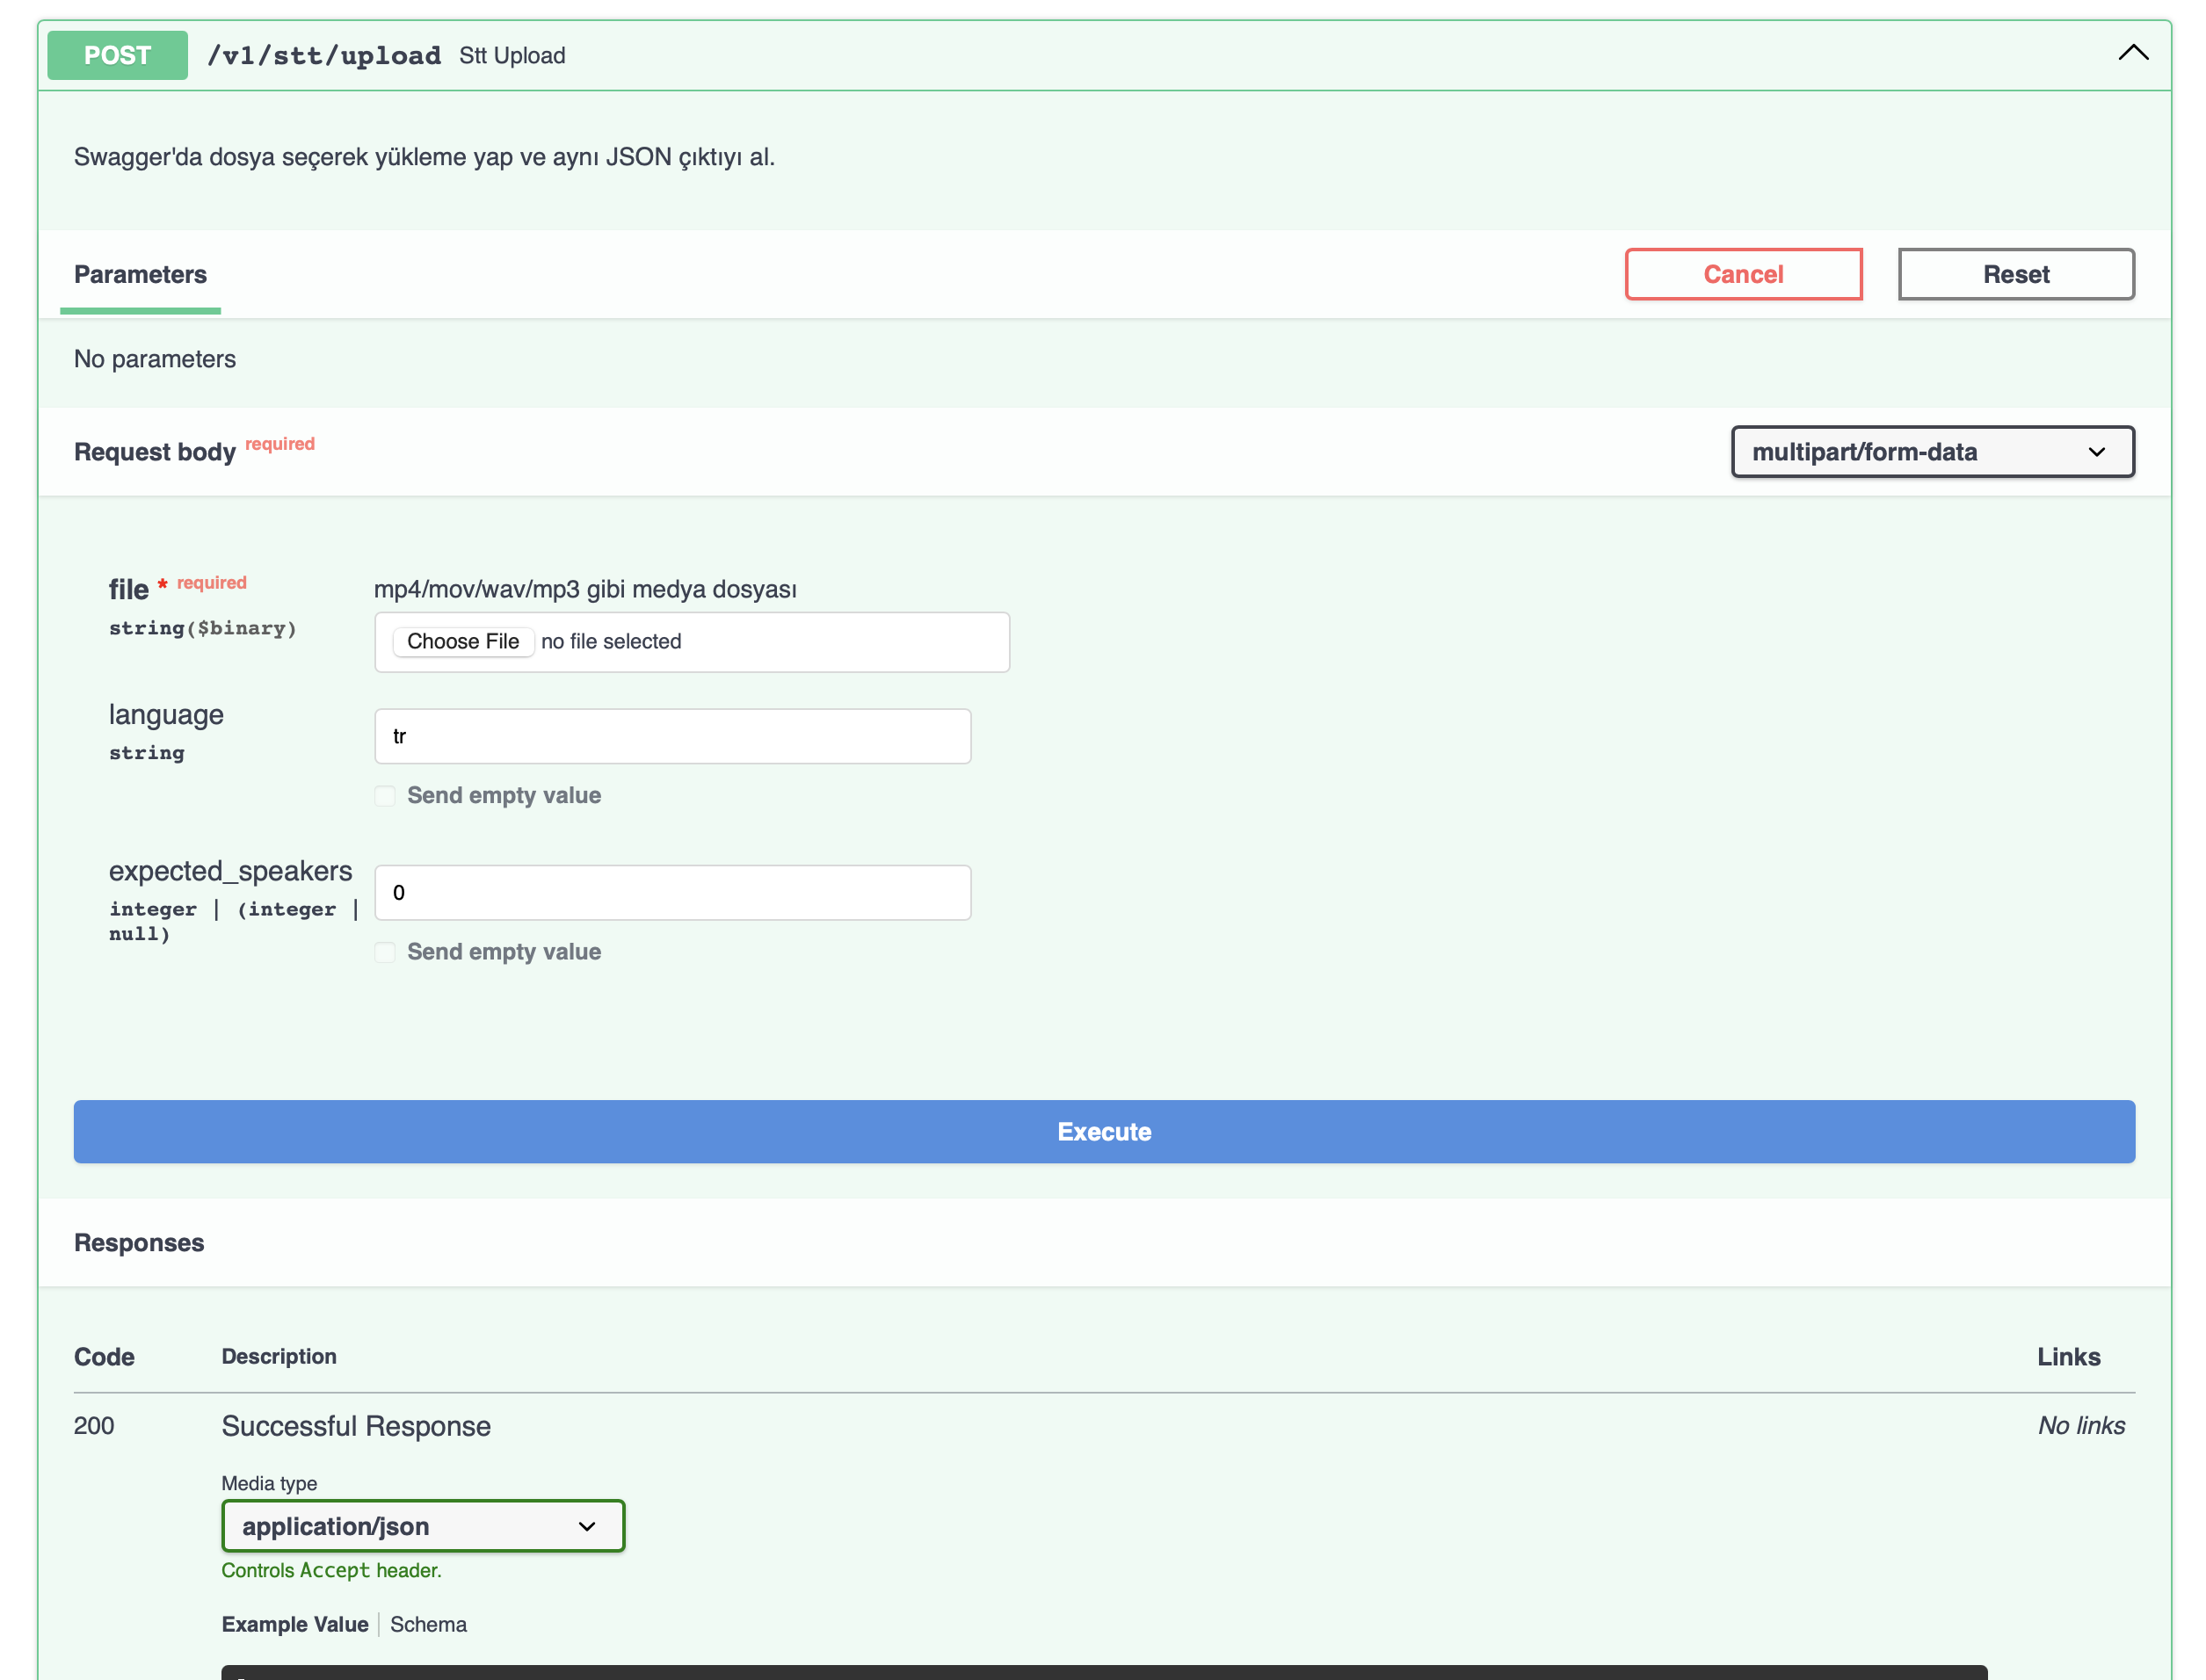 POST /v1/stt/upload Stt Upload
Swagger'da dosya seçerek yükleme yap ve aynı JSON çıktıyı al.
Parameters
Cancel
Reset
No parameters
Request body required
multipart/form-data
file * required
string($binary)
mp4/mov/wav/mp3 gibi medya dosyası
Choose File no file selected
language
string
tr
Send empty value
expected_speakers
integer | (integer |
null)
0
Send empty value
Execute
Responses
Code Description Links
200 Successful Response No links
Media type
application/json
Controls Accept header.
Example Value | Schema